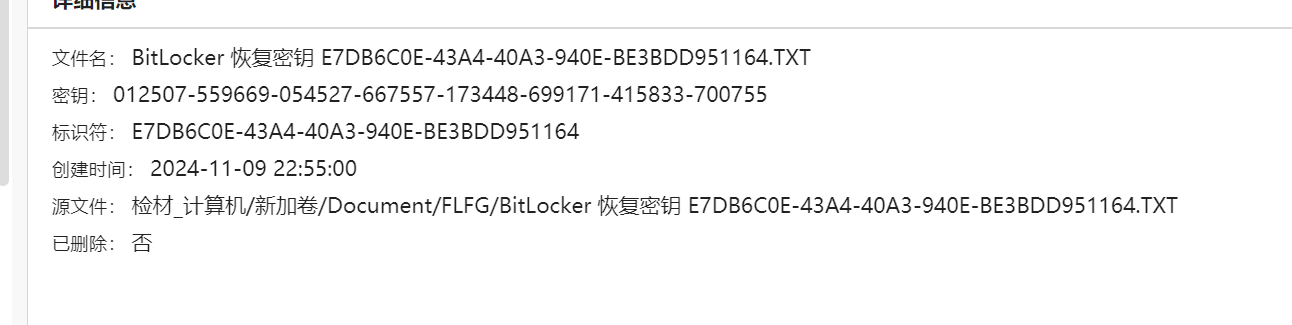 详细信息
文件名： BitLocker 恢复密钥 E7DB6C0E-43A4-40A3-940E-BE3BDD951164.TXT
密钥： 012507-559669-054527-667557-173448-699171-415833-700755
标识符： E7DB6C0E-43A4-40A3-940E-BE3BDD951164
创建时间： 2024-11-09 22:55:00
源文件： 检材_计算机/新加卷/Document/FLFG/BitLocker 恢复密钥 E7DB6C0E-43A4-40A3-940E-BE3BDD951164.TXT
已删除： 否